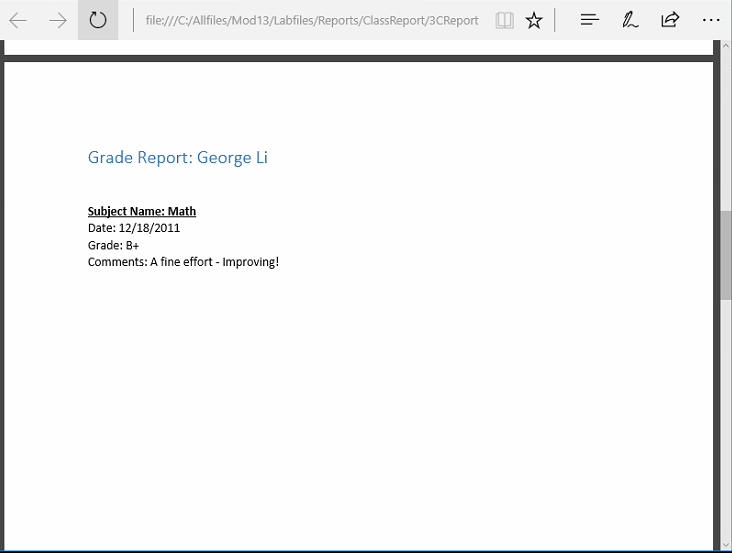 file:///C:/Allfiles/Mod13/Labfiles/Reports/ClassReport/3CReport
Grade Report: George Li
Subject Name: Math
Date: 12/18/2011
Grade: B+
Comments: A fine effort - Improving!